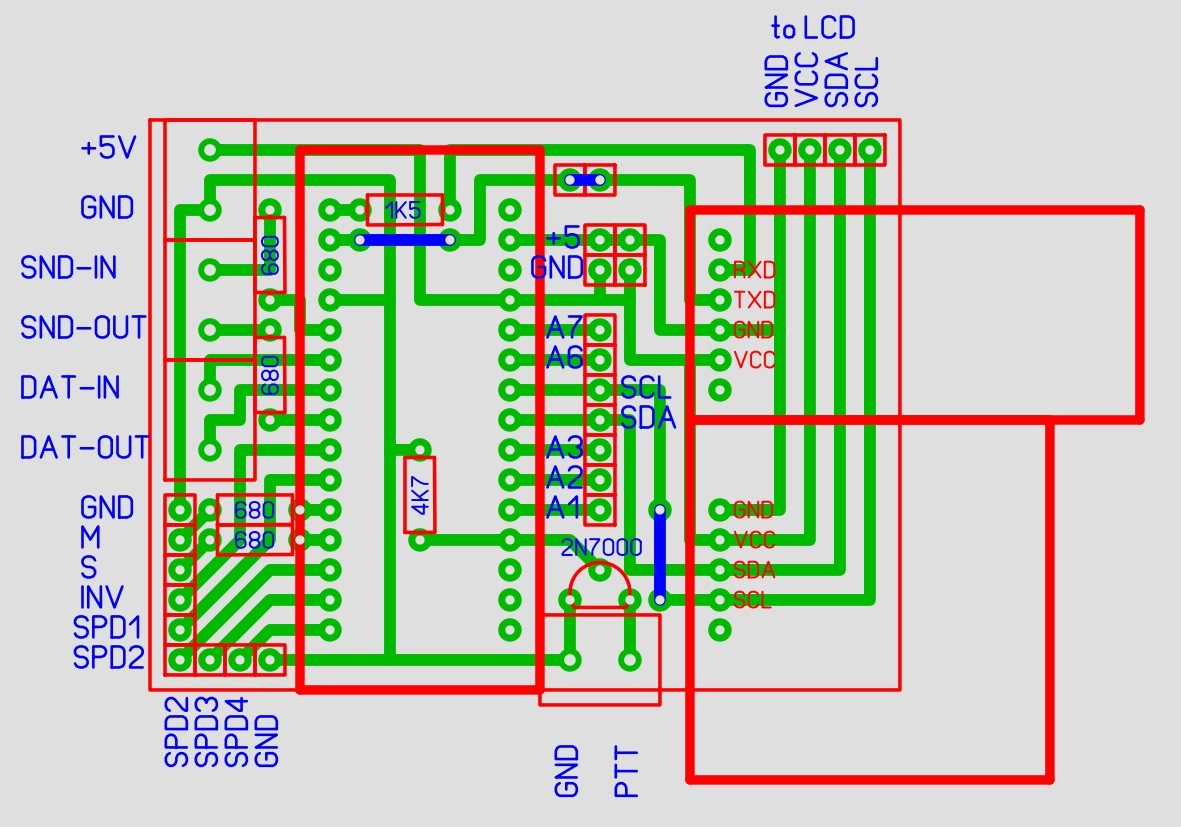 to LCD
GND
VCC
SDA
SCL
+5V
GND
1K5
680
+5
SND-IN
GND
RXD
TXD
SND-OUT
A7
GND
A6
VCC
680
DAT-IN
SCL
SDA
DAT-OUT
A3
A2
4K7
GND
680
A1
GND
M
680
2N7000
VCC
S
SDA
INV
SCL
SPD1
SPD2
SPD2
SPD3
SPD4
GND
GND
PTT